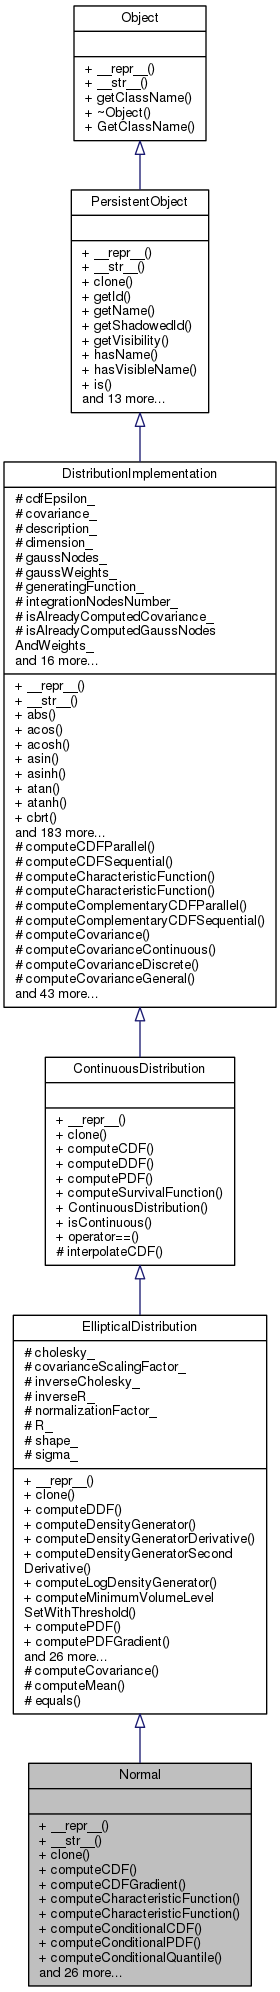 Object
+ __repr__()
+ __str__()
+ getClassName()
+ ~Object()
+ GetClassName()
PersistentObject
+ __repr__()
+ __str__()
+ clone()
+ getId()
+ getName()
+ getShadowedId()
+ getVisibility()
+ hasName()
+ hasVisibleName()
+ is()
and 13 more...
DistributionImplementation
# cdfEpsilon_
# covariance_
# description_
# dimension_
# gaussNodes_
# gaussWeights_
# generatingFunction_
# integrationNodesNumber_
# isAlreadyComputedCovariance_
# isAlreadyComputedGaussNodes
AndWeights_
and 16 more...
+ __repr__()
+ __str__()
+ abs()
+ acos()
+ acosh()
+ asin()
+ asinh()
+ atan()
+ atanh()
+ cbrt()
and 183 more...
# computeCDFParallel()
# computeCDFSequential()
# computeCharacteristicFunction()
# computeCharacteristicFunction()
# computeComplementaryCDFParallel()
# computeComplementaryCDFSequential()
# computeCovariance()
# computeCovarianceContinuous()
# computeCovarianceDiscrete()
# computeCovarianceGeneral()
and 43 more...
ContinuousDistribution
+ __repr__()
+ clone()
+ computeCDF()
+ computeDDF()
+ computePDF()
+ computeSurvivalFunction()
+ ContinuousDistribution()
+ isContinuous()
+ operator==()
# interpolateCDF()
EllipticalDistribution
# cholesky_
# covarianceScalingFactor_
# inverseCholesky_
# inverseR_
# normalizationFactor_
# R_
# shape_
# sigma_
+ __repr__()
+ clone()
+ computeDDF()
+ computeDensityGenerator()
+ computeDensityGeneratorDerivative()
+ computeDensityGeneratorSecond
Derivative()
+ computeLogDensityGenerator()
+ computeMinimumVolumeLevel
SetWithThreshold()
+ computePDF()
+ computePDFGradient()
and 26 more...
# computeCovariance()
# computeMean()
# equals()
Normal
+ __repr__()
+ __str__()
+ clone()
+ computeCDF()
+ computeCDFGradient()
+ computeCharacteristicFunction()
+ computeCharacteristicFunction()
+ computeConditionalCDF()
+ computeConditionalPDF()
+ computeConditionalQuantile()
and 26 more...